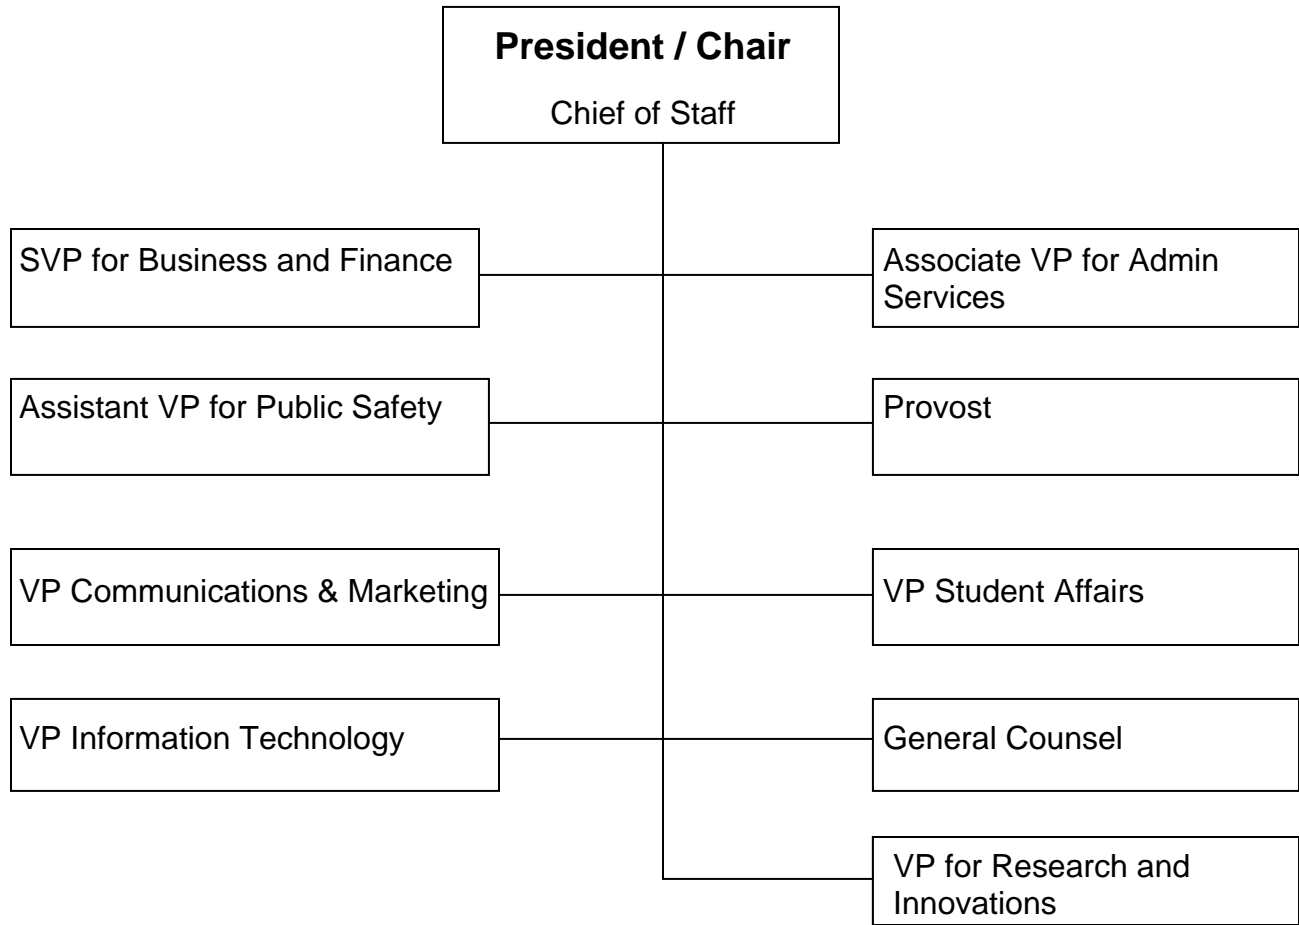 President / Chair
Chief of Staff
SVP for Business and Finance
Associate VP for Admin
Services
Assistant VP for Public Safety
Provost
VP Communications & Marketing
VP Student Affairs
VP Information Technology
General Counsel
VP for Research and
Innovations